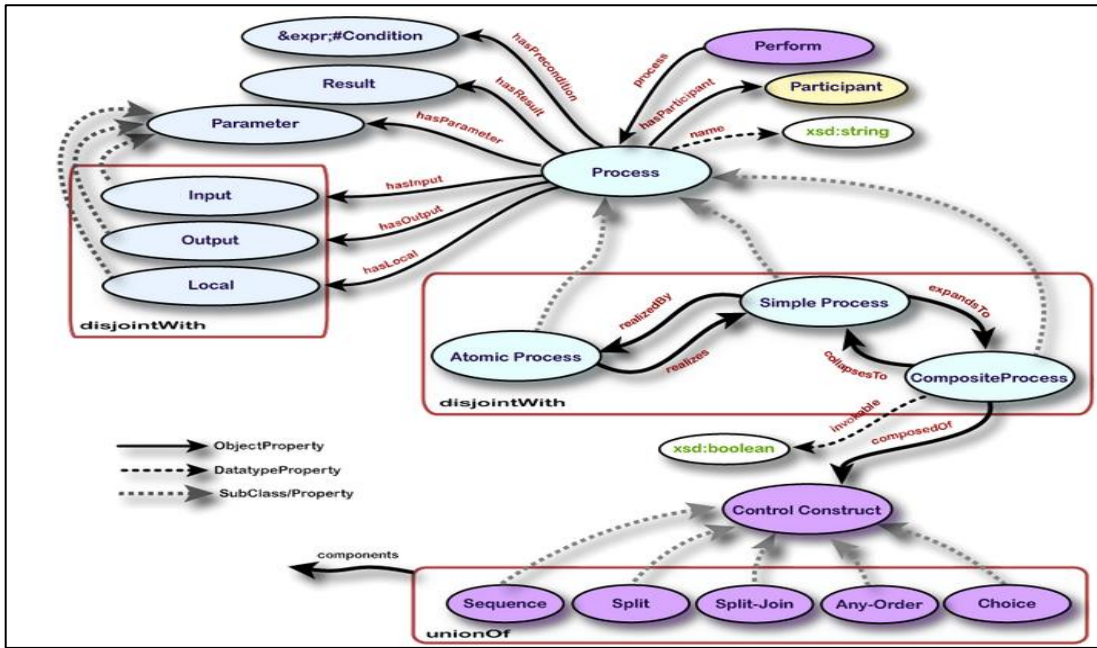 &expr;#Condition
Perform
hasPrecondition
process
Result
hasResult
hasParticipant
Participant
Parameter
hasParameter
name
xsd:string
Process
Input
hasInput
Output
hasOutput
Local
hasLocal
disjointWith
Simple Process
realizedBy
expandsTo
Atomic Process
realizes
collapsesTo
CompositeProcess
disjointWith
invokable
composedOf
xsd:boolean
ObjectProperty
DatatypeProperty
SubClass/Property
Control Construct
components
Sequence
Split
Split-Join
Any-Order
Choice
unionOf